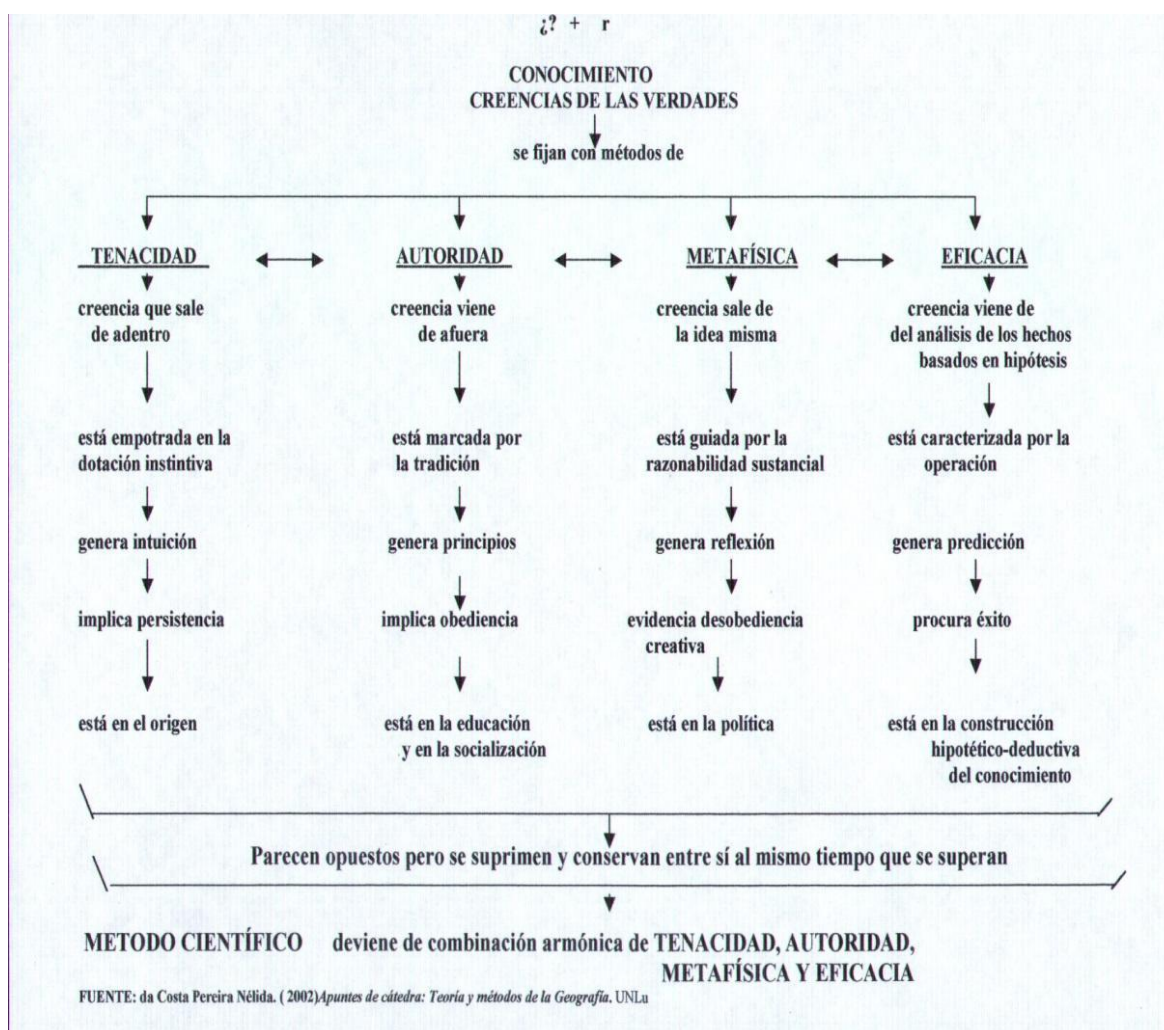 ¿? + r
CONOCIMIENTO
CREENCIAS DE LAS VERDADES
se fijan con métodos de
TENACIDAD
creencia que sale
de adentro
está empotrada en la
dotación instintiva
genera intuición
implica persistencia
está en el origen
AUTORIDAD
creencia viene
de afuera
está marcada por
la tradición
genera principios
implica obediencia
está en la educación
y en la socialización
METAFÍSICA
creencia sale de
la idea misma
está guiada por la
razonabilidad sustancial
genera reflexión
evidencia desobediencia
creativa
está en la política
EFICACIA
creencia viene de
del análisis de los hechos
basados en hipótesis
está caracterizada por la
operación
genera predicción
procura éxito
está en la construcción
hipotético-deductiva
del conocimiento
Parecen opuestos pero se suprimen y conservan entre sí al mismo tiempo que se superan
METODO CIENTÍFICO deviene de combinación armónica de TENACIDAD, AUTORIDAD,
METAFÍSICA Y EFICACIA
FUENTE: da Costa Pereira Nélida. ( 2002)Apuntes de cátedra: Teoría y métodos de la Geografía. UNLu